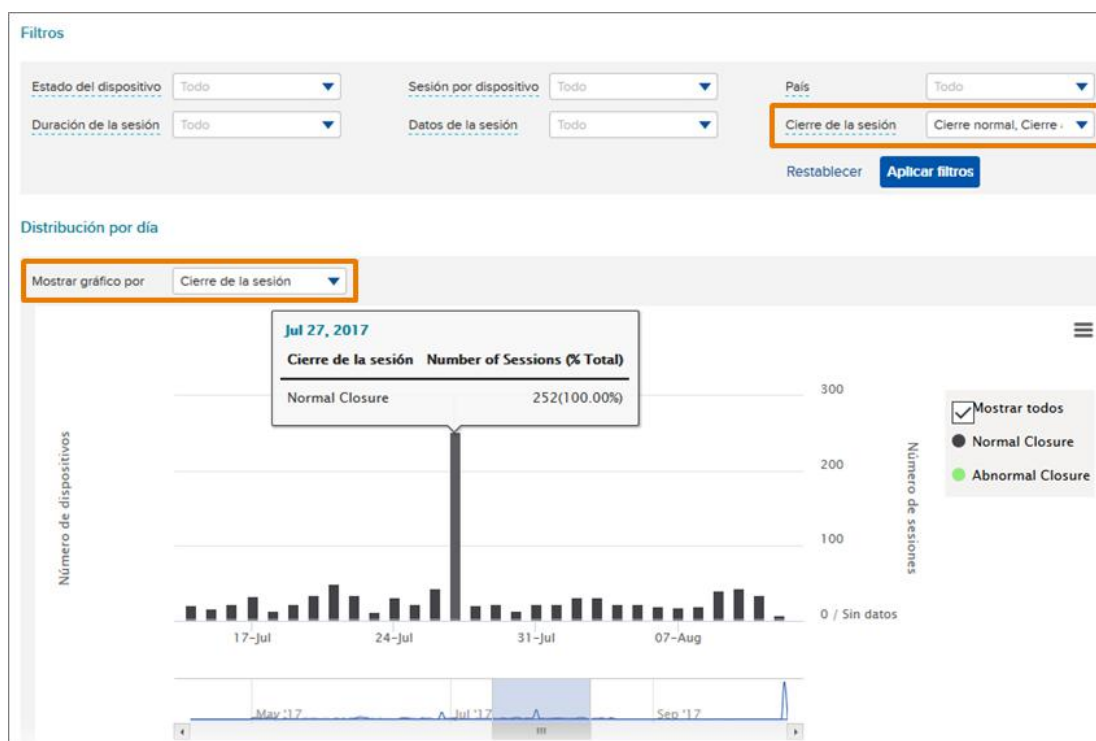 Filtros
Estado del dispositivo Todo Sesión por dispositivo Todo País Todo
Duración de la sesión Todo Datos de la sesión Todo Cierre de la sesión Cierre normal, Cierre
Restablecer Aplicar filtros
Distribución por día
Mostrar gráfico por Cierre de la sesión
Jul 27, 2017
Cierre de la sesión Number of Sessions (% Total)
Normal Closure 252(100.00%)
Número de dispositivos
300
200
100
0 / Sin datos
Número de sesiones
Mostrar todos
Normal Closure
Abnormal Closure
17-Jul 24-Jul 31-Jul 07-Aug
May '17 Jul '17 Sep '17